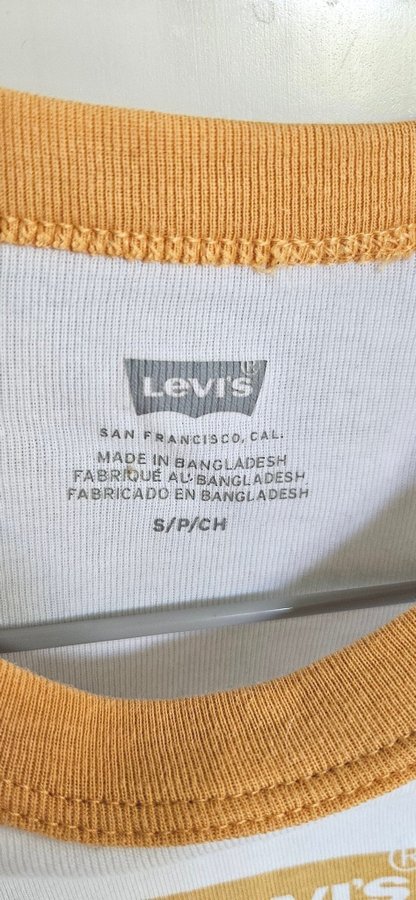 Levi's®
SAN FRANCISCO, CAL.
MADE IN BANGLADESH
FABRIQUÉ AU BANGLADESH
FABRICADO EN BANGLADESH
S/P/CH